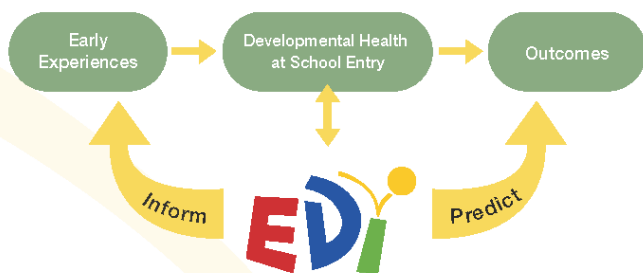 Early
Experiences
Developmental Health
at School Entry
Outcomes
Inform
EDI
Predict